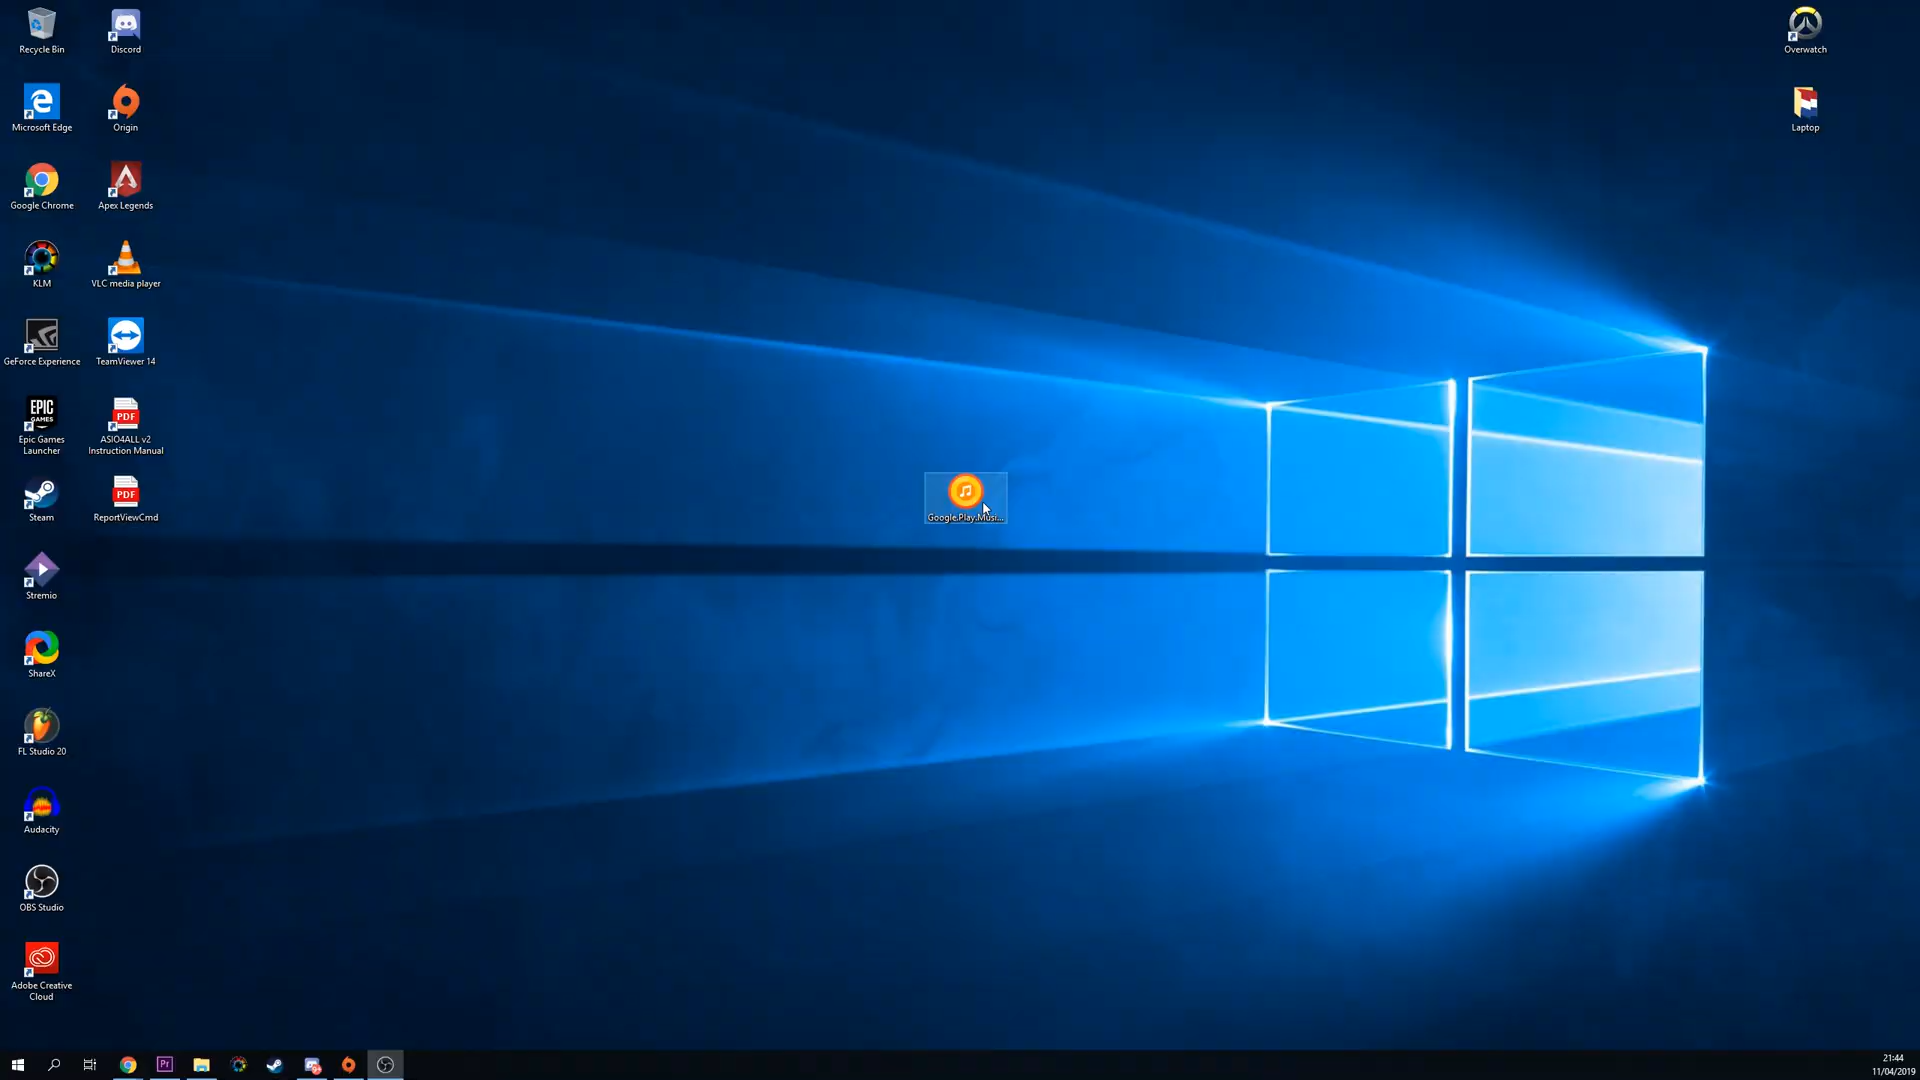 Recycle Bin
Discord
Overwatch
Microsoft Edge
Origin
Laptop
Google Chrome
Apex Legends
KLM
VLC media player
GeForce Experience
TeamViewer 14
EPIC
GAMES
Epic Games
Launcher
PDF
ASIO4ALL v2
Instruction Manual
Steam
PDF
ReportViewCmd
Google.Play.Musi...
Stremio
ShareX
FL Studio 20
Audacity
OBS Studio
Adobe Creative
Cloud
Pr
21:44
11/04/2019